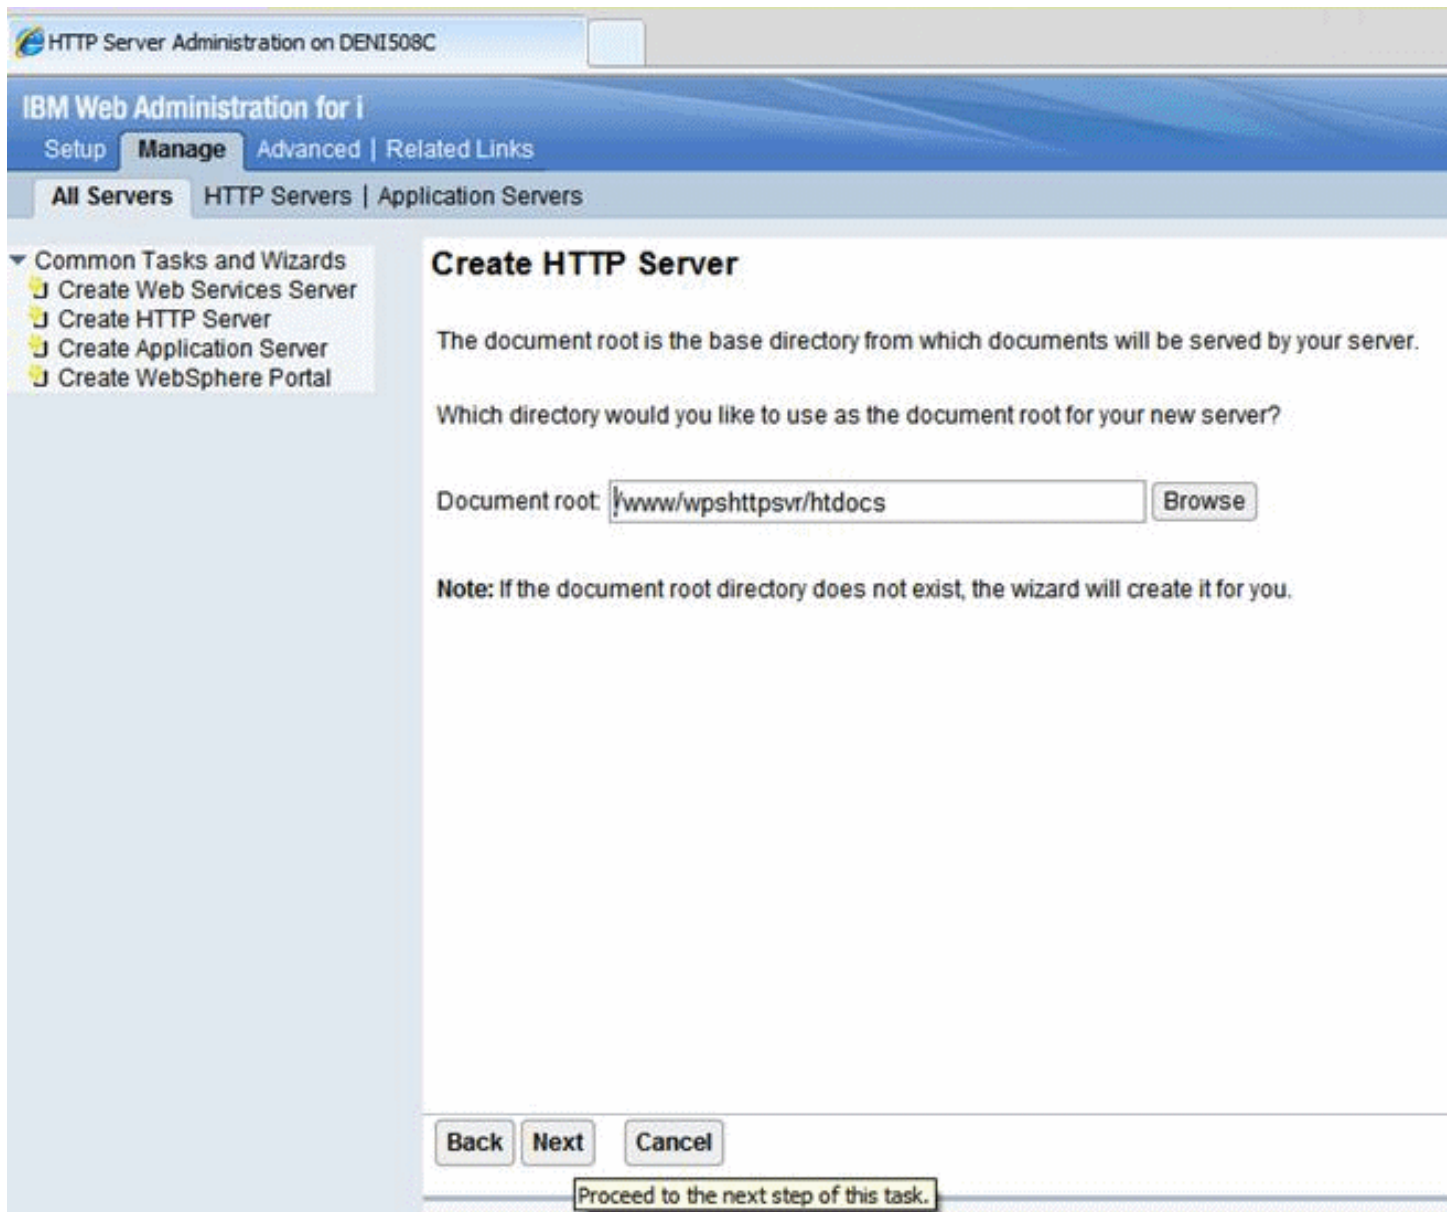 HTTP Server Administration on DENI508C
IBM Web Administration for i
Setup Manage Advanced | Related Links
All Servers HTTP Servers | Application Servers
Common Tasks and Wizards
Create Web Services Server
Create HTTP Server
Create Application Server
Create WebSphere Portal
Create HTTP Server
The document root is the base directory from which documents will be served by your server.
Which directory would you like to use as the document root for your new server?
Document root: /www/wpshttpsvr/htdocs Browse
Note: If the document root directory does not exist, the wizard will create it for you.
Back Next Cancel
Proceed to the next step of this task.